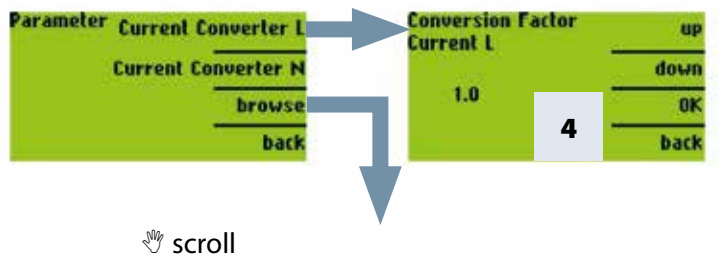 Parameter
Current Converter L
Current Converter N
browse
back
Conversion Factor
Current L
1.0
up
down
OK
back
4
scroll